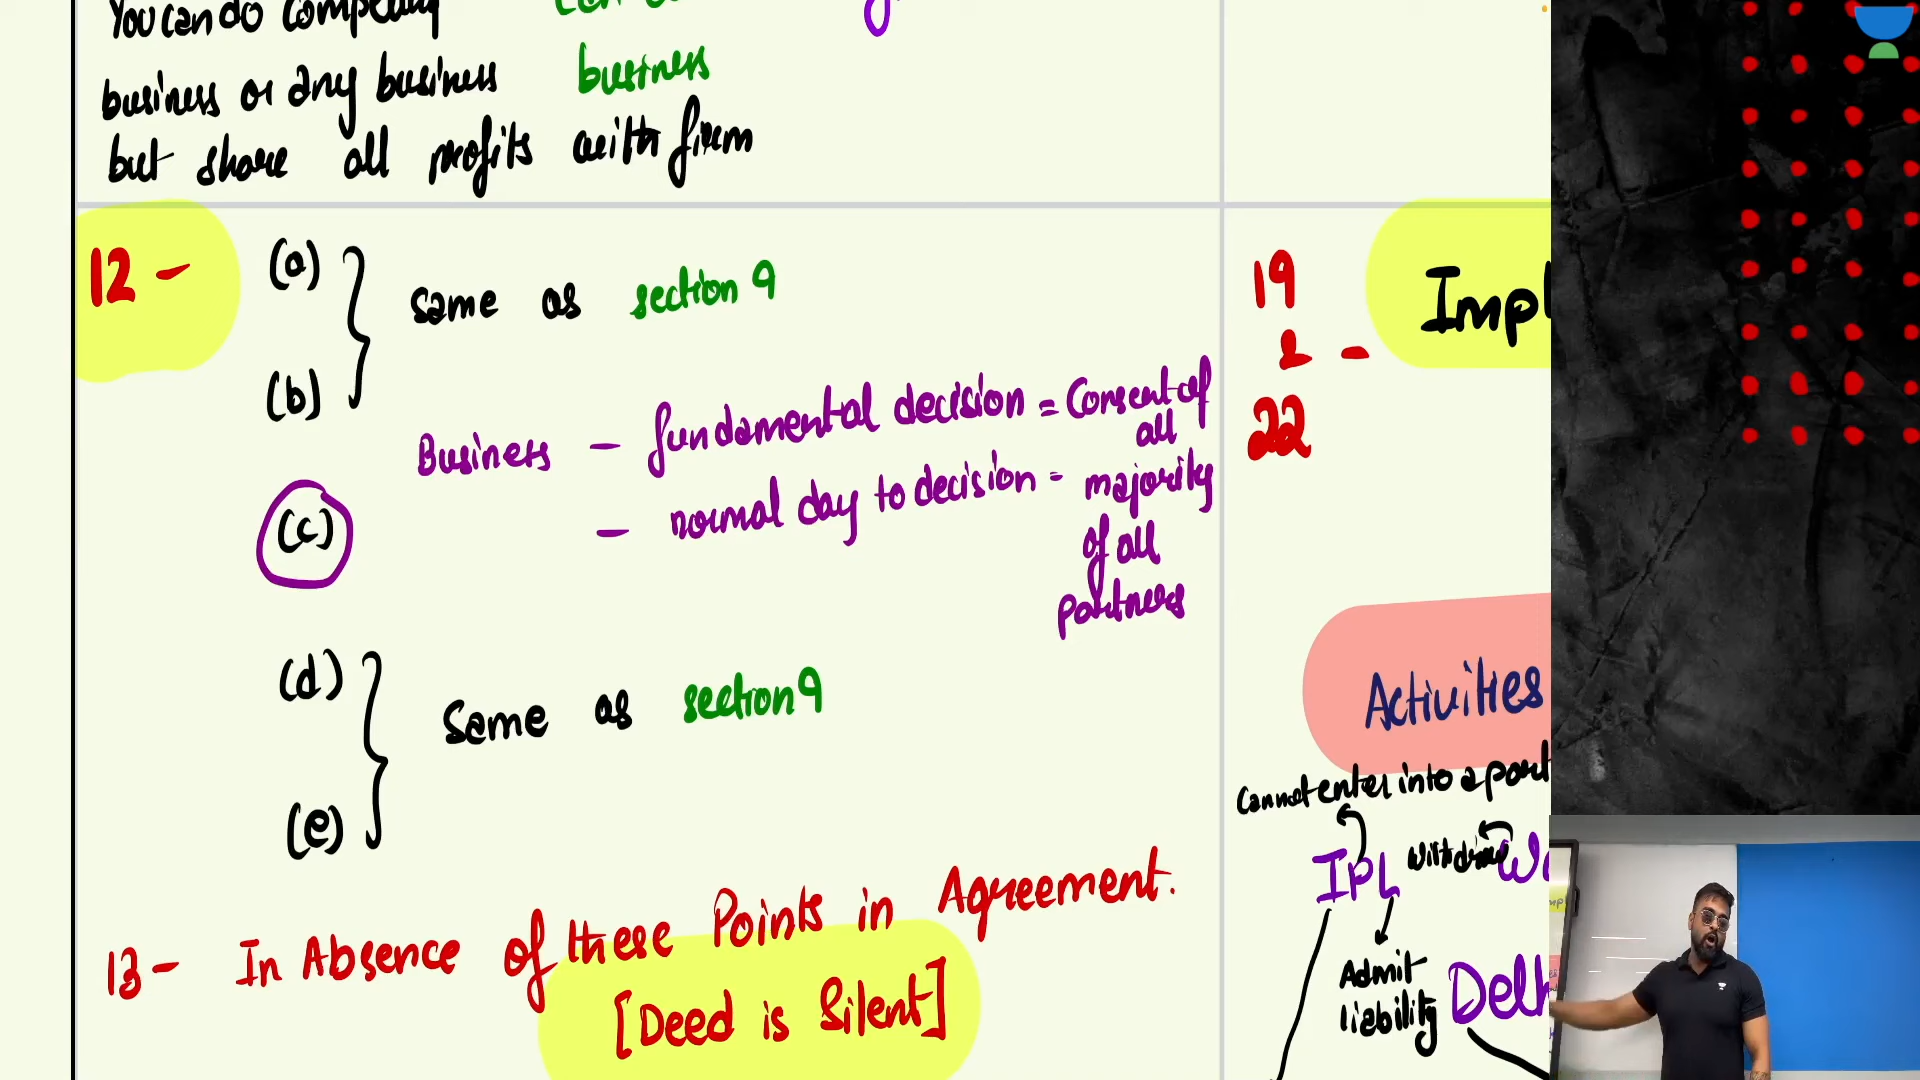 You can do competing
business or any business
but share all profits with firm
business
12 -
(a)
(b)
same as section 9
(c)
Business - fundamental decision = Consent of all
- normal day to decision - majority of all partners
(d)
(e)
Same as section 9
13 - In Absence of these Points in Agreement.
[Deed is Silent]
19
22
Impl
Activities
Cannot enter into a part
IPL
withdraw
Admit
liability
Delh